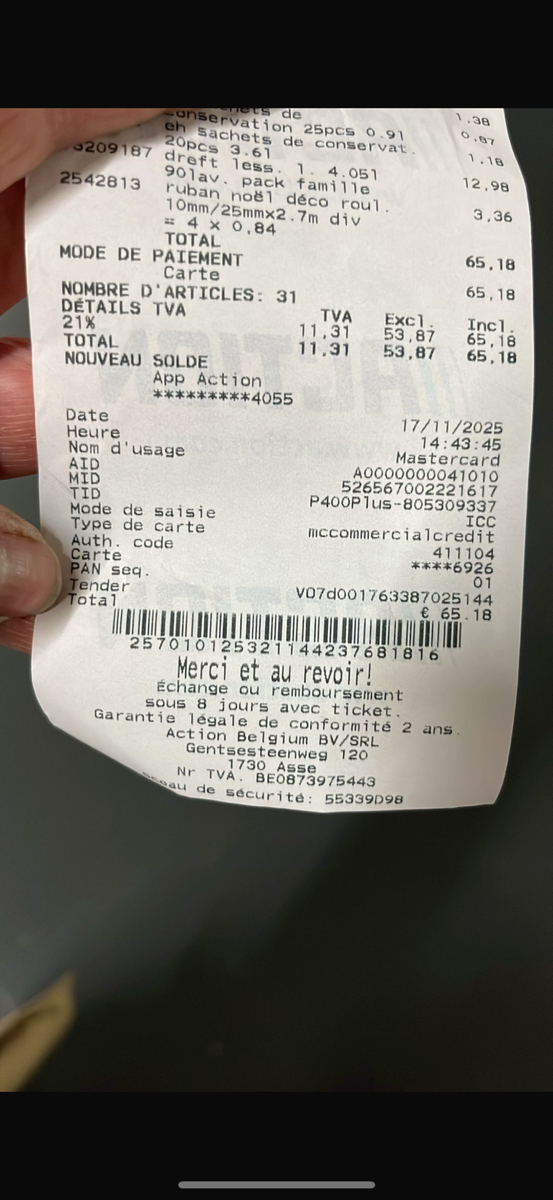 conservation 25pcs 0.91 1.38
eh sachets de conservat. 0,87
20pcs 3.61 1,18
3209187 dreft less. l. 4.05l
90lav. pack famille 12,98
2542813 ruban noël déco roul.
10mm/25mmx2.7m div
= 4 x 0,84 3,36
TOTAL 65,18
MODE DE PAIEMENT
Carte 65,18
NOMBRE D'ARTICLES: 31
DÉTAILS TVA TVA Excl. Incl.
21% 11,31 53,87 65,18
TOTAL 11,31 53,87 65,18
NOUVEAU SOLDE
App Action
*********4055
Date 17/11/2025
Heure 14:43:45
Nom d'usage Mastercard
AID A0000000041010
MID 526567002221617
TID P400Plus-805309337
Mode de saisie ICC
Type de carte mccommercialcredit
Auth. code 411104
Carte ****6926
PAN seq. 01
Tender V07d001763387025144
Total € 65.18
257010125321144237681816
Merci et au revoir!
Échange ou remboursement
sous 8 jours avec ticket.
Garantie légale de conformité 2 ans.
Action Belgium BV/SRL
Gentsesteenweg 120
1730 Asse
Nr TVA. BE0873975443
de sécurité: 55339D98